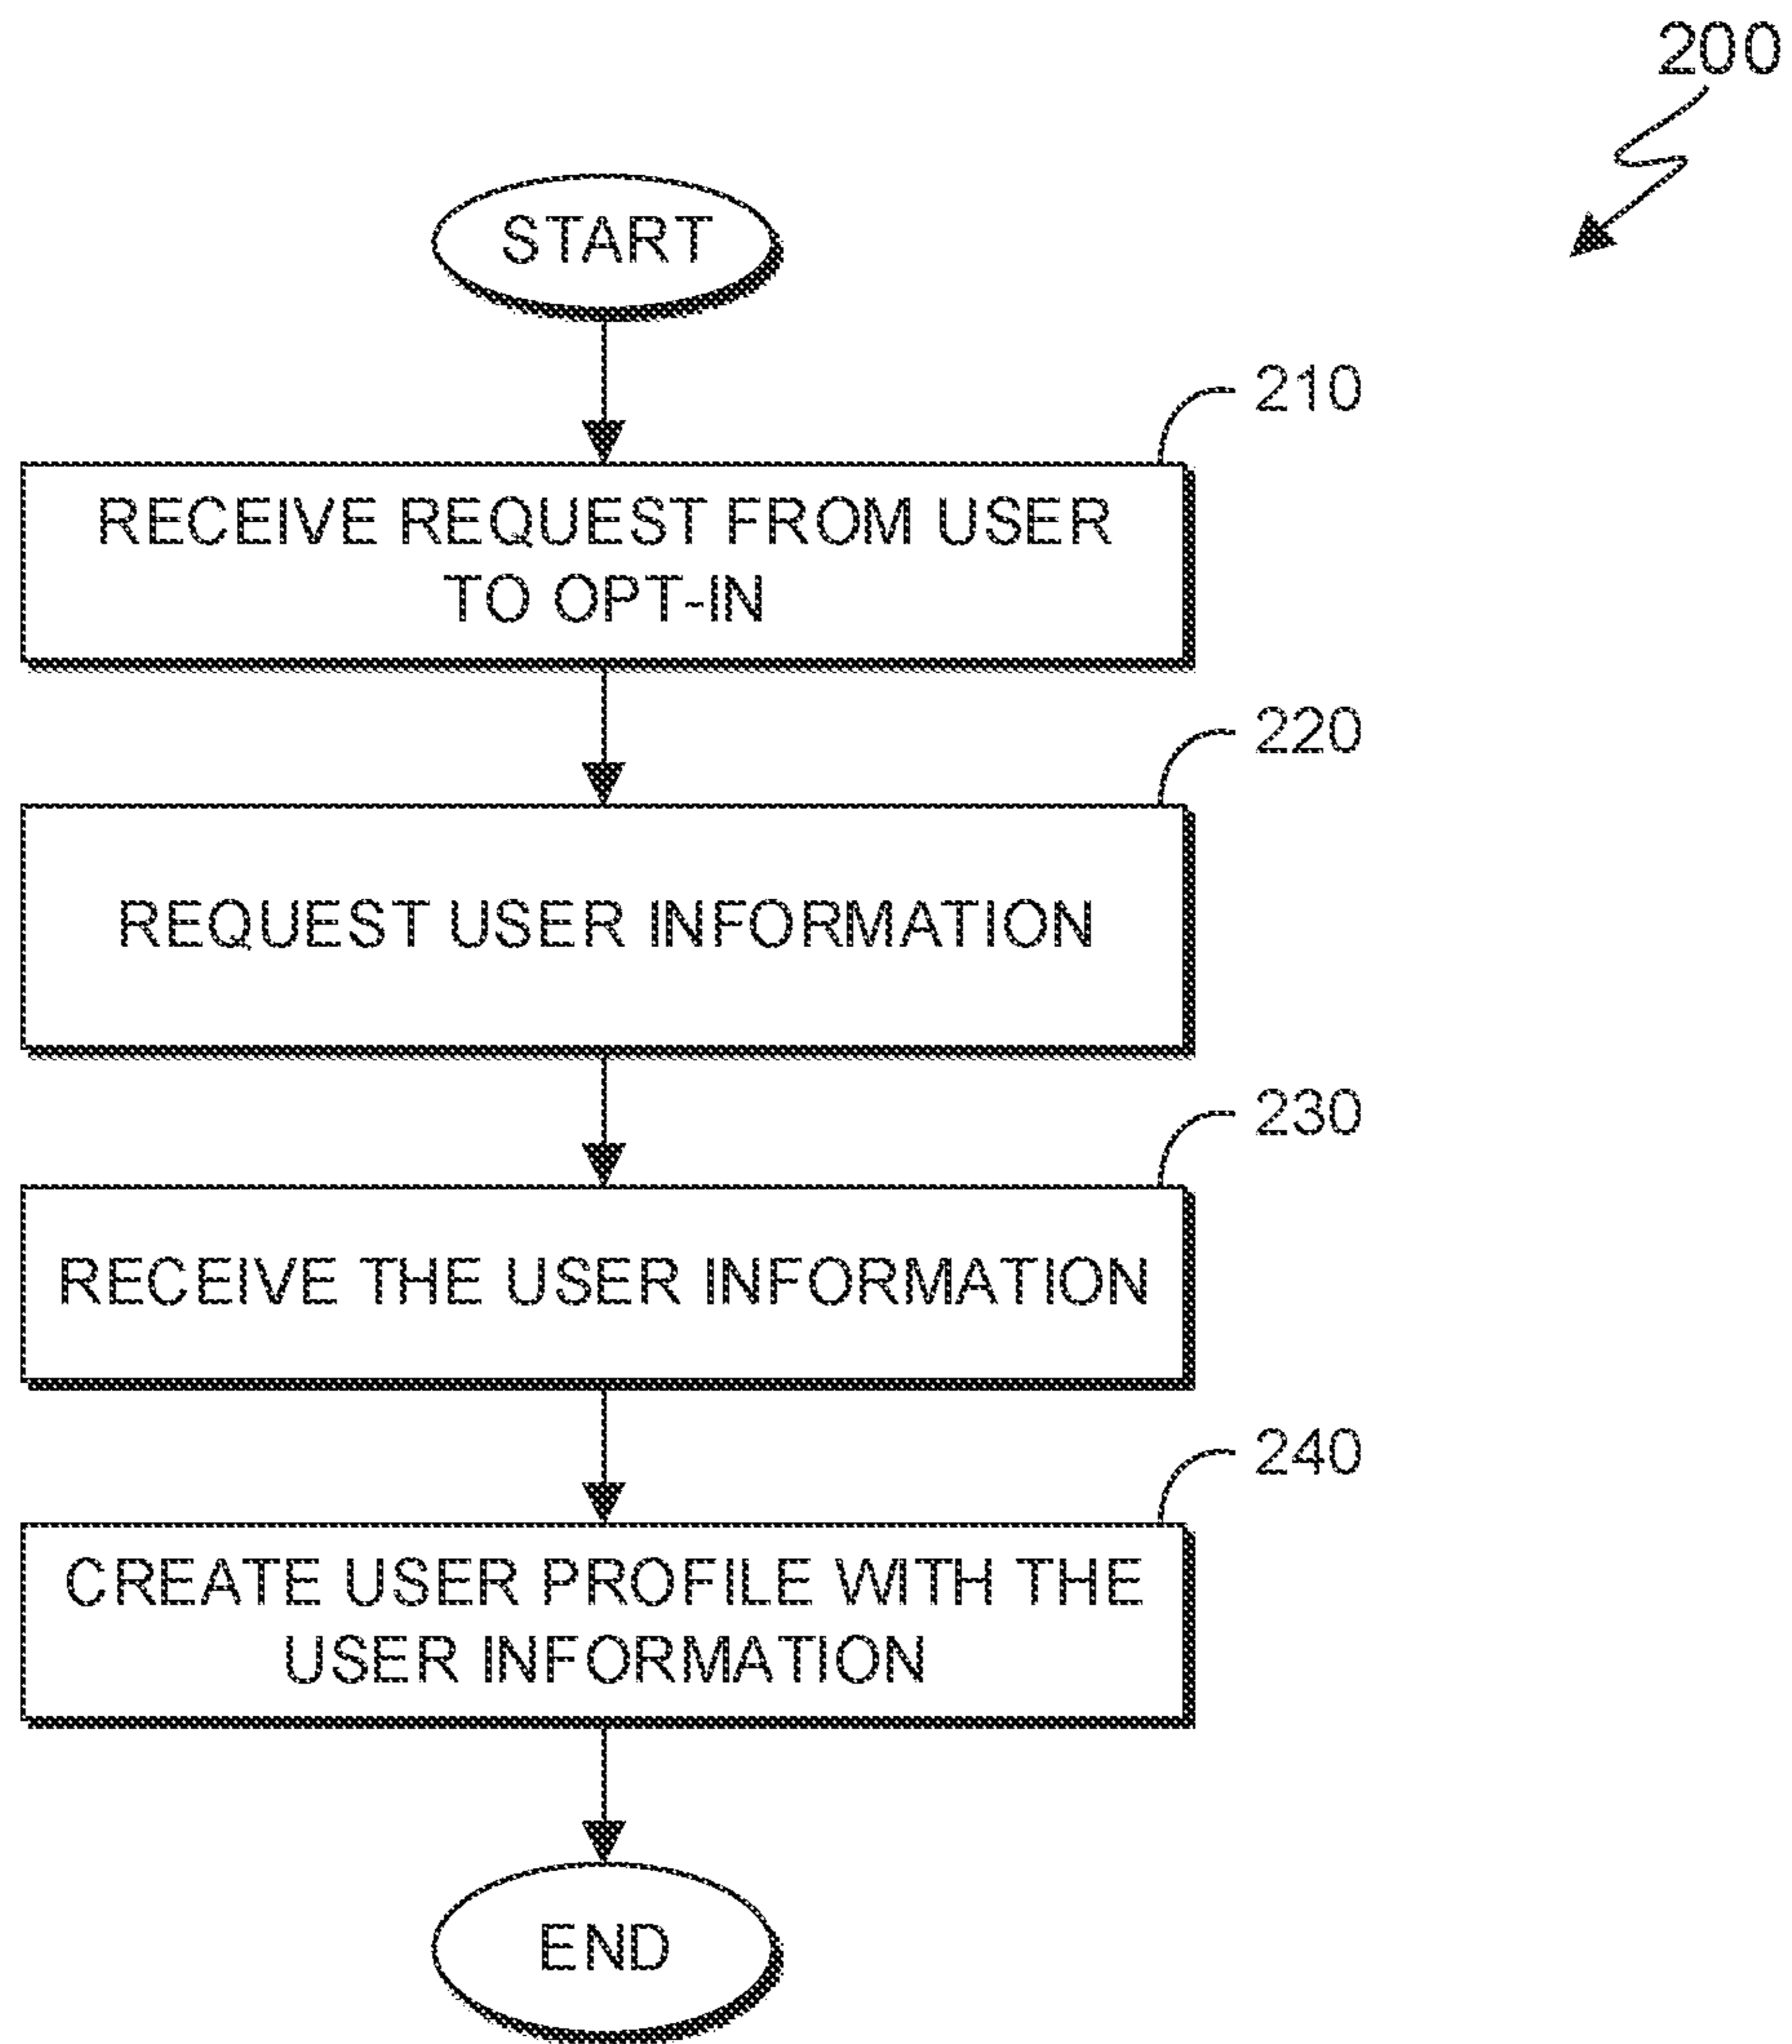 200
START
210
RECEIVE REQUEST FROM USER
TO OPT-IN
220
REQUEST USER INFORMATION
230
RECEIVE THE USER INFORMATION
240
CREATE USER PROFILE WITH THE
USER INFORMATION
END